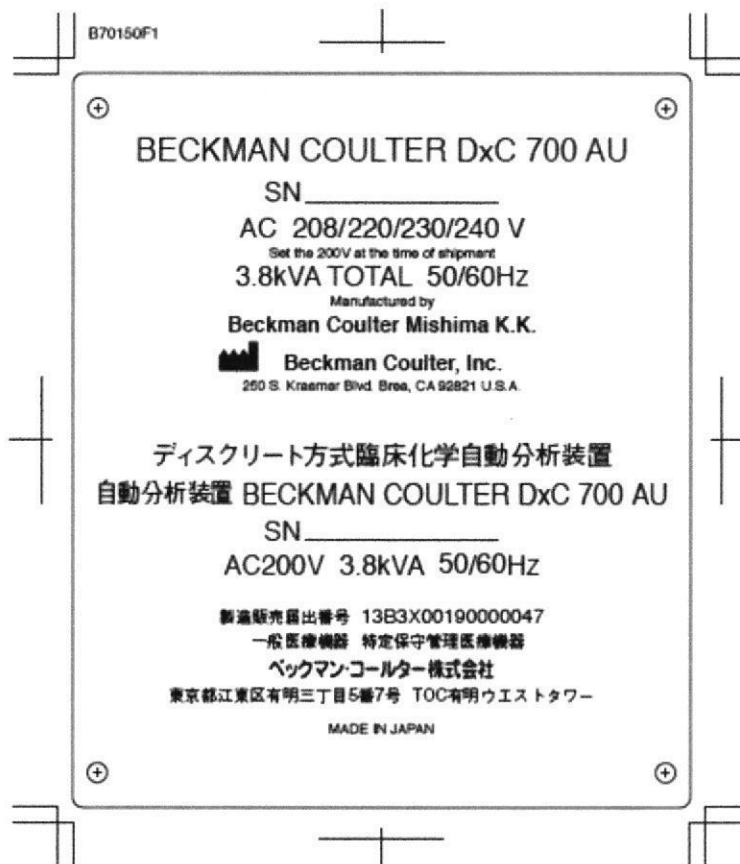 B70150F1
BECKMAN COULTER DxC 700 AU
SN
AC 208/220/230/240 V
Set the 200V at the time of shipment
3.8kVA TOTAL 50/60Hz
Manufactured by
Beckman Coulter Mishima K.K.
Beckman Coulter, Inc.
250 S. Kraemer Blvd. Brea, CA 92821 U.S.A.
ディスクリート方式臨床化学自動分析装置
自動分析装置 BECKMAN COULTER DxC 700 AU
SN
AC200V 3.8kVA 50/60Hz
製造販売届出番号 13B3X00190000047
一般医療機器 特定保守管理医療機器
ベックマン・コールター株式会社
東京都江東区有明三丁目5番7号 TOC有明ウエストタワー
MADE IN JAPAN